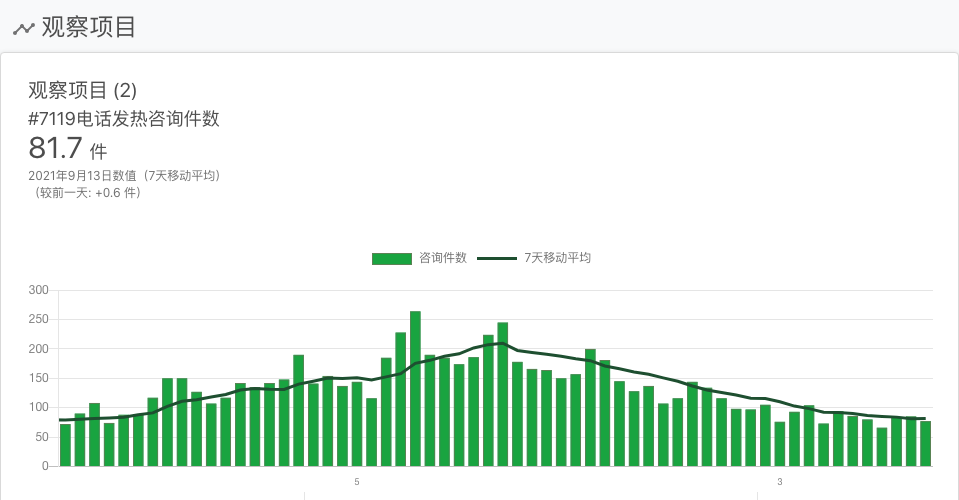 观察项目
观察项目 (2)
#7119电话发热咨询件数
81.7 件
2021年9月13日数值（7天移动平均）
（较前一天: +0.6 件）
咨询件数 7天移动平均
300
250
200
150
100
50
0
5 3